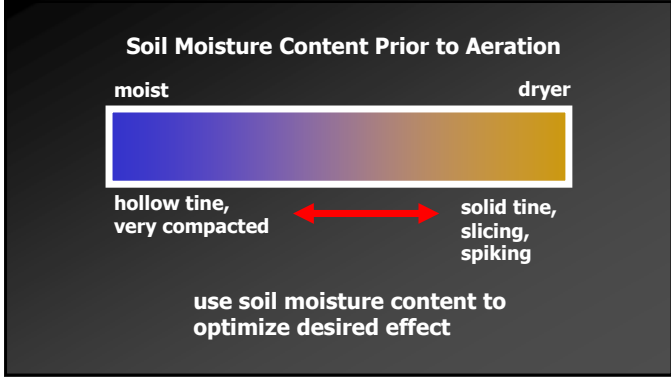 Soil Moisture Content Prior to Aeration
moist
dryer
hollow tine,
very compacted
solid tine,
slicing,
spiking
use soil moisture content to
optimize desired effect